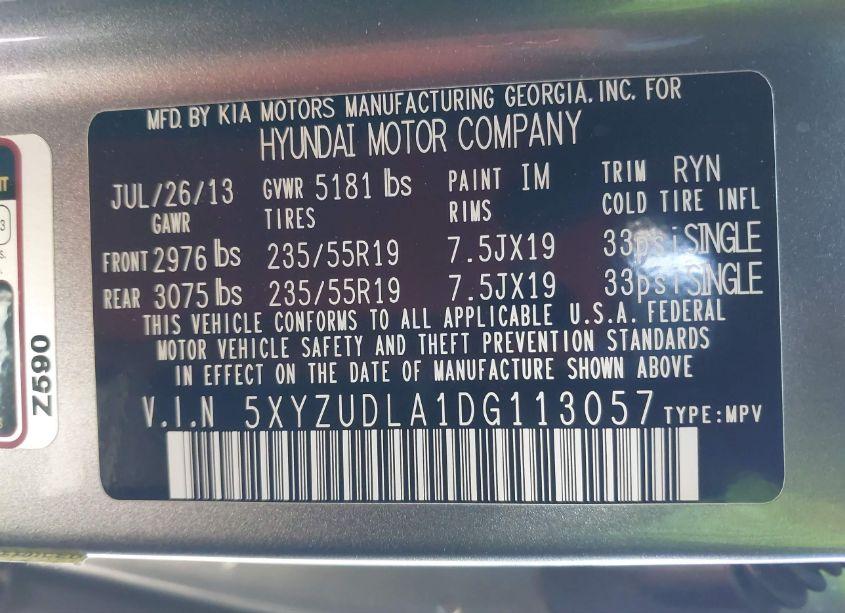 MFD. BY KIA MOTORS MANUFACTURING GEORGIA, INC. FOR
HYUNDAI MOTOR COMPANY
JUL/26/13 GVWR 5181 lbs PAINT IM TRIM RYN
GAWR TIRES RIMS COLD TIRE INFL
FRONT 2976 lbs 235/55R19 7.5JX19 33psi SINGLE
REAR 3075 lbs 235/55R19 7.5JX19 33psi SINGLE
THIS VEHICLE CONFORMS TO ALL APPLICABLE U.S.A. FEDERAL
MOTOR VEHICLE SAFETY AND THEFT PREVENTION STANDARDS
IN EFFECT ON THE DATE OF MANUFACTURE SHOWN ABOVE
V.I.N 5XYZUDLA1DG113057 TYPE:MPV
Z590